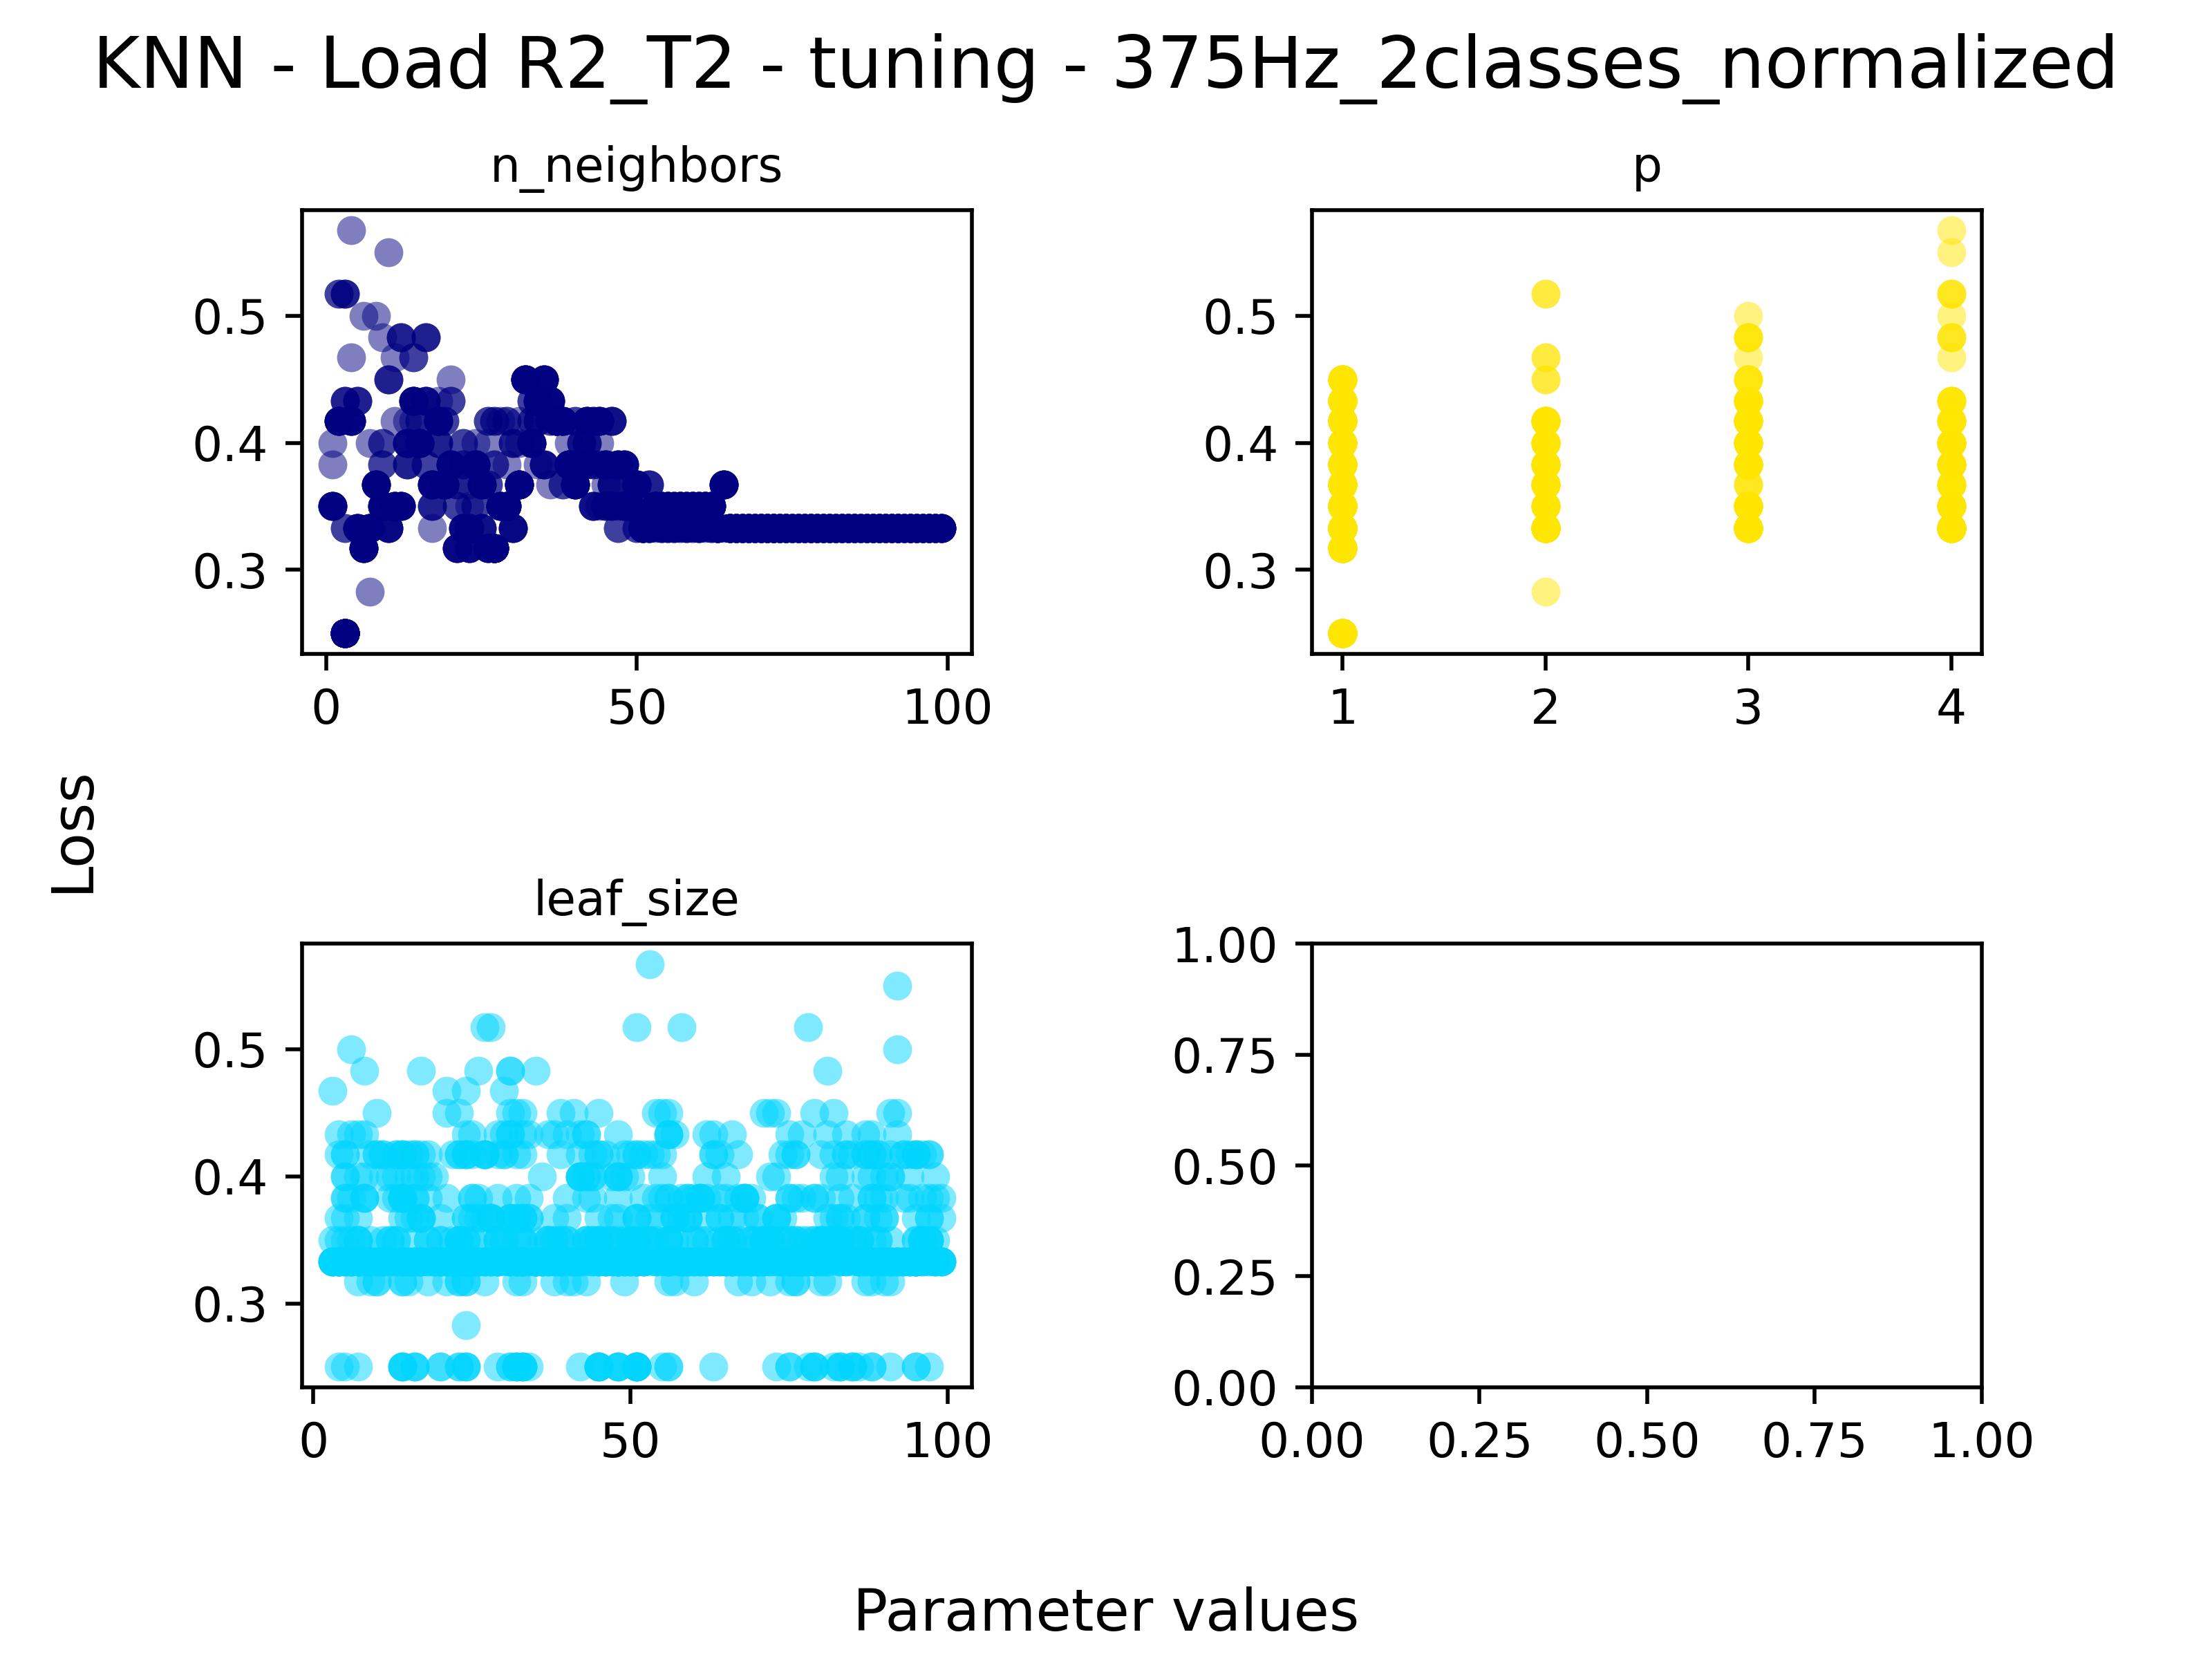 KNN - Load R2_T2 - tuning - 375Hz_2classes_normalized
n_neighbors
0.5
0.4
0.3
0 50 100
p
0.5
0.4
0.3
1 2 3 4
Loss
leaf_size
0.5
0.4
0.3
0 50 100
1.00
0.75
0.50
0.25
0.00
0.00 0.25 0.50 0.75 1.00
Parameter values